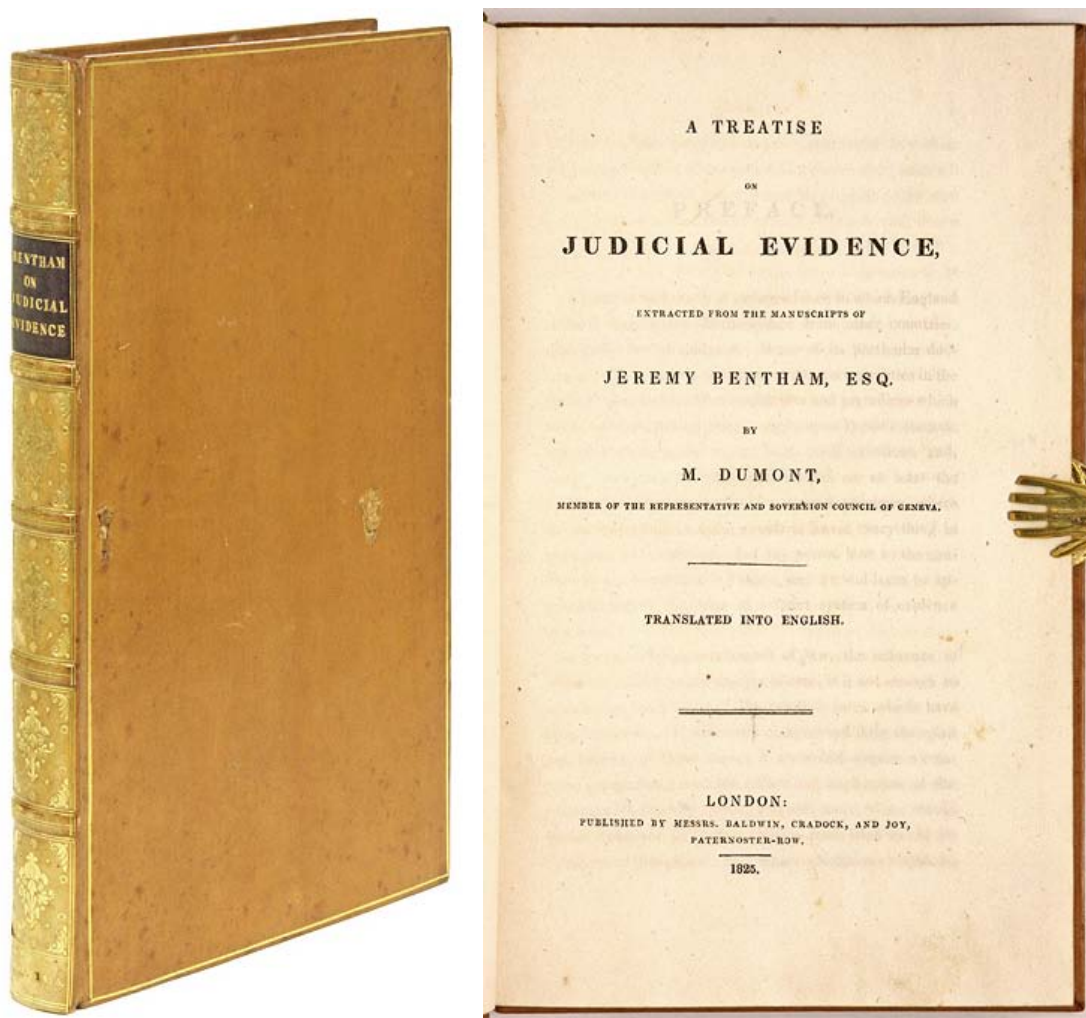 BENTHAM
ON
JUDICIAL
EVIDENCE
A TREATISE
ON
JUDICIAL EVIDENCE,
EXTRACTED FROM THE MANUSCRIPTS OF
JEREMY BENTHAM, ESQ.
BY
M. DUMONT,
MEMBER OF THE REPRESENTATIVE AND SOVEREIGN COUNCIL OF GENEVA.
TRANSLATED INTO ENGLISH.
LONDON:
PUBLISHED BY MESSRS. BALDWIN, CRADOCK, AND JOY,
PATERNOSTER-ROW.
1825.
PREFACE.